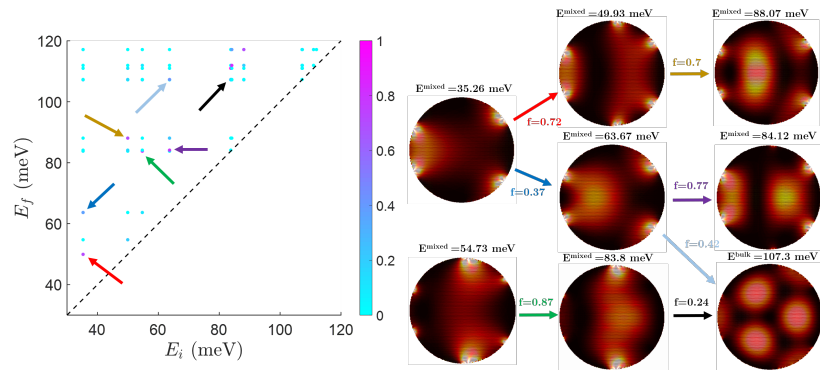 120
100
80
60
40
E_f (meV)
40
60
80
100
120
E_i (meV)
1
0.8
0.6
0.4
0.2
0
E^mixed=49.93 meV
E^mixed=88.07 meV
E^mixed=35.26 meV
f=0.7
f=0.72
E^mixed=63.67 meV
E^mixed=84.12 meV
f=0.77
f=0.37
f=0.42
E^mixed=54.73 meV
E^mixed=83.8 meV
E^bulk=107.3 meV
f=0.87
f=0.24